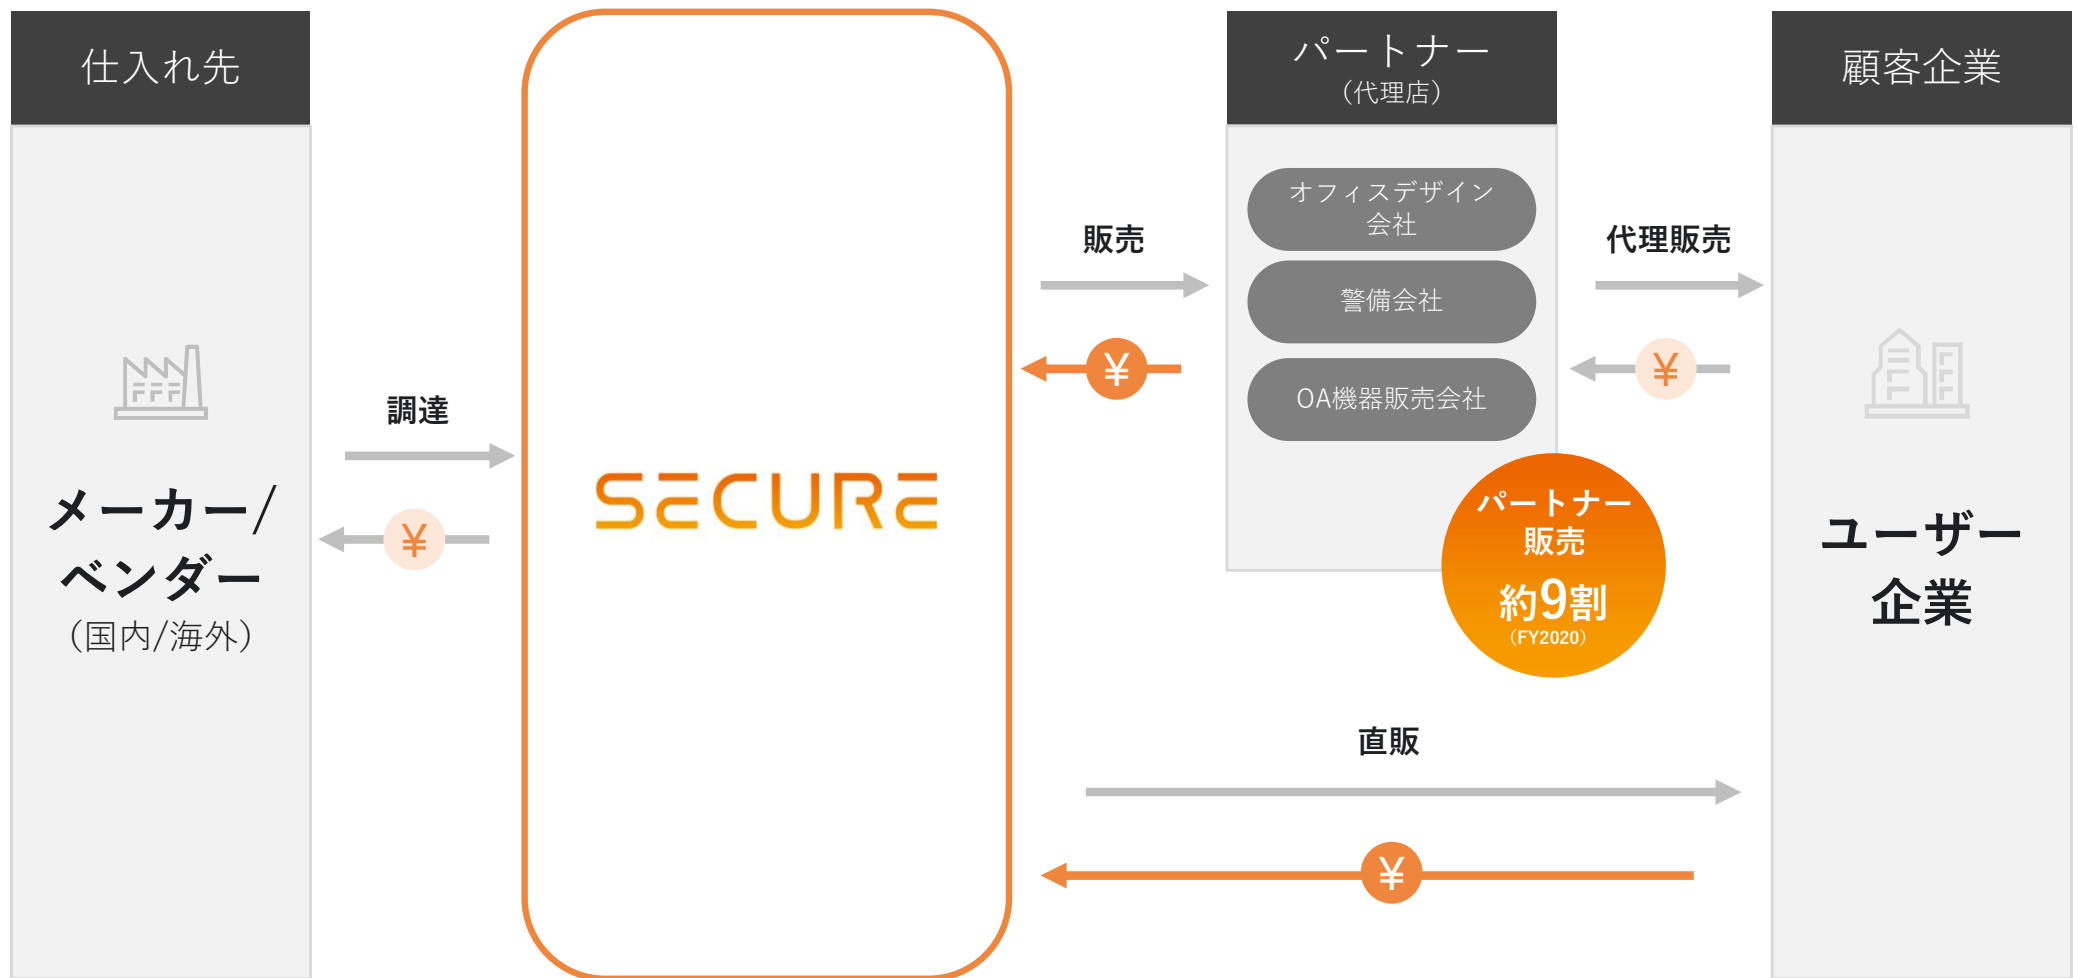 仕入れ先
メーカー/
ベンダー
（国内/海外）
調達
¥
SECURE
販売
¥
パートナー
（代理店）
オフィスデザイン
会社
警備会社
OA機器販売会社
パートナー
販売
約9割
（FY2020）
代理販売
¥
直販
¥
顧客企業
ユーザー
企業